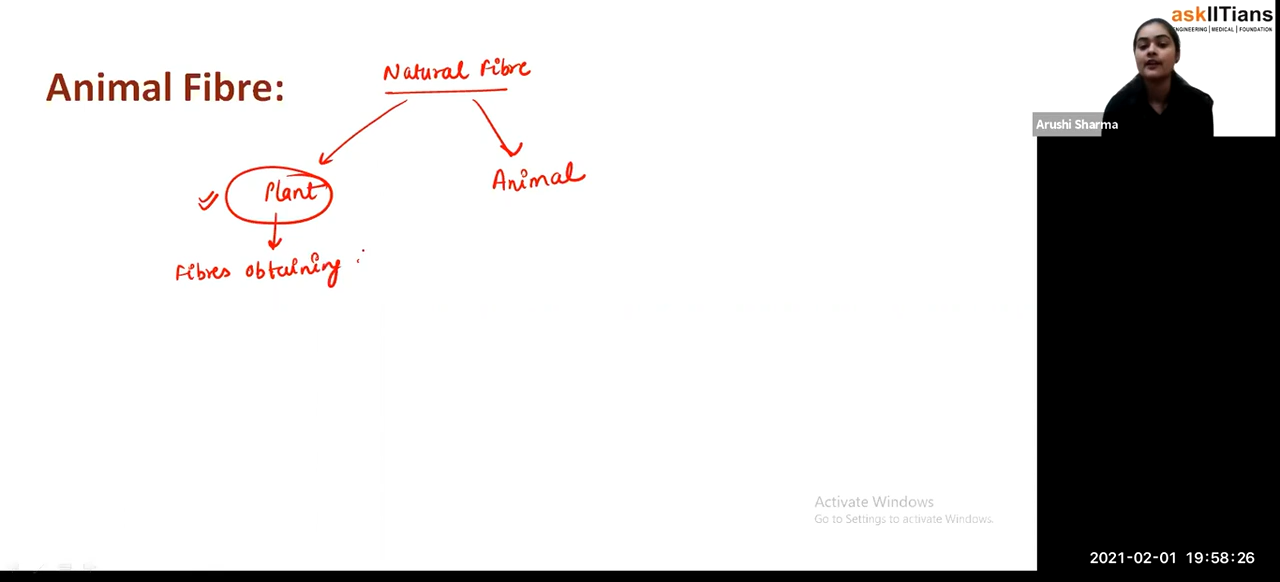 askIITians
ENGINEERING | MEDICAL | FOUNDATION
Animal Fibre:
Natural Fibre
Arushi Sharma
Plant
Animal
Fibres obtaining
Activate Windows
Go to Settings to activate Windows.
2021-02-01 19:58:26